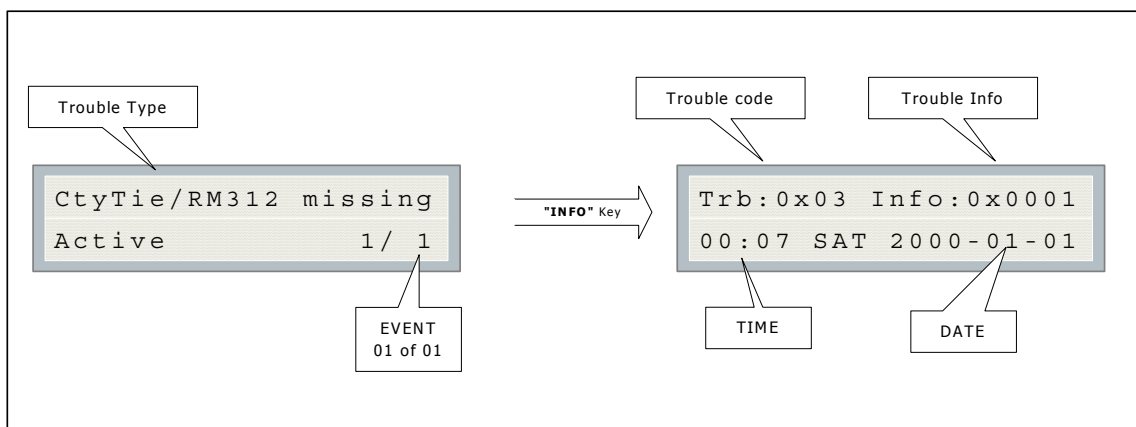 Trouble Type
Trouble code
Trouble Info
CtyTie/RM312 missing
Active 1/ 1
"INFO" Key
Trb:0x03 Info:0x0001
00:07 SAT 2000-01-01
EVENT
01 of 01
TIME
DATE